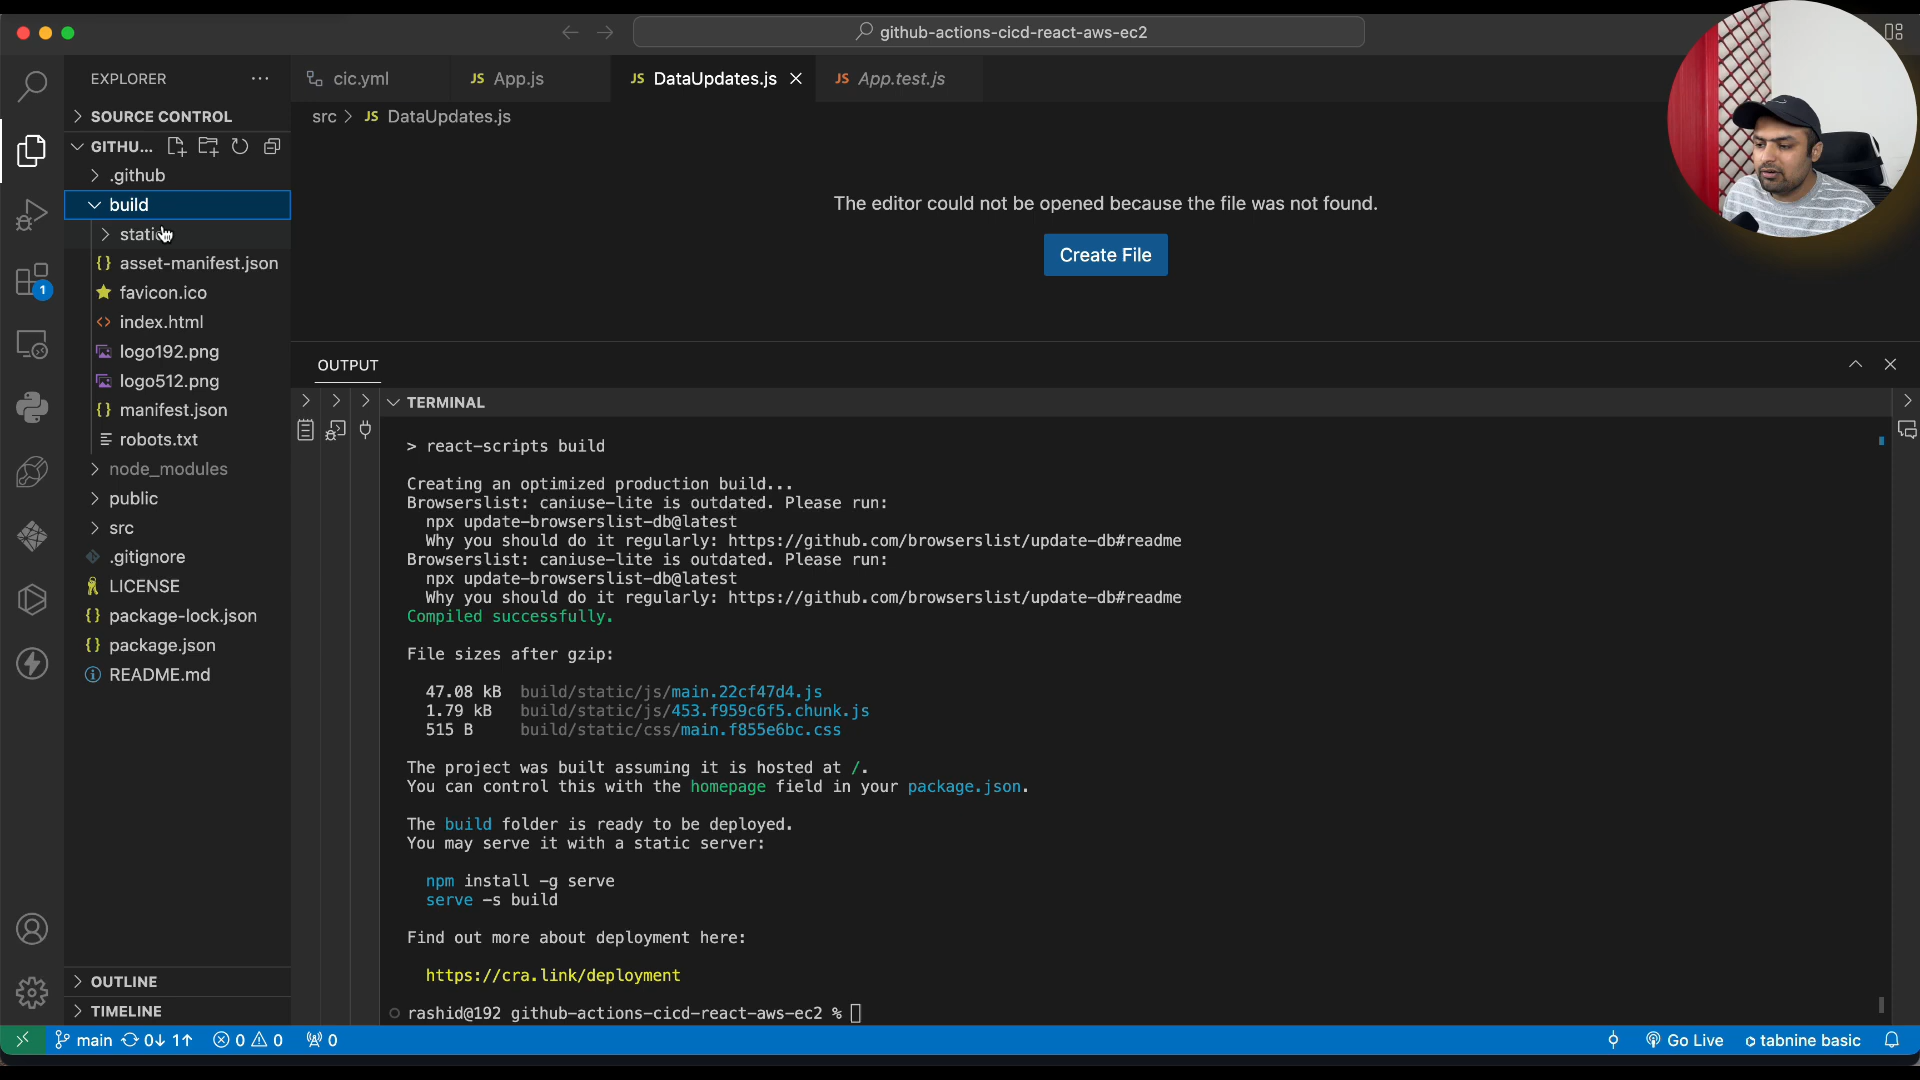 github-actions-cicd-react-aws-ec2
EXPLORER
cic.yml
JS App.js
JS DataUpdates.js
JS App.test.js
SOURCE CONTROL
src > JS DataUpdates.js
GITHU...
.github
build
The editor could not be opened because the file was not found.
Create File
asset-manifest.json
favicon.ico
index.html
logo192.png
logo512.png
manifest.json
robots.txt
node_modules
public
src
.gitignore
LICENSE
package-lock.json
package.json
README.md
OUTLINE
TIMELINE
1
OUTPUT
TERMINAL
> react-scripts build
Creating an optimized production build...
Browserslist: caniuse-lite is outdated. Please run:
npx update-browserslist-db@latest
Why you should do it regularly: https://github.com/browserslist/update-db#readme
Browserslist: caniuse-lite is outdated. Please run:
npx update-browserslist-db@latest
Why you should do it regularly: https://github.com/browserslist/update-db#readme
Compiled successfully.
File sizes after gzip:
47.08 kB build/static/js/main.22cf47d4.js
1.79 kB build/static/js/453.f959c6f5.chunk.js
515 B build/static/css/main.f855e6bc.css
The project was built assuming it is hosted at /.
You can control this with the homepage field in your package.json.
The build folder is ready to be deployed.
You may serve it with a static server:
npm install -g serve
serve -s build
Find out more about deployment here:
https://cra.link/deployment
rashid@192 github-actions-cicd-react-aws-ec2 %
main 0↓ 1↑ 0 0 0
Go Live
tabnine basic